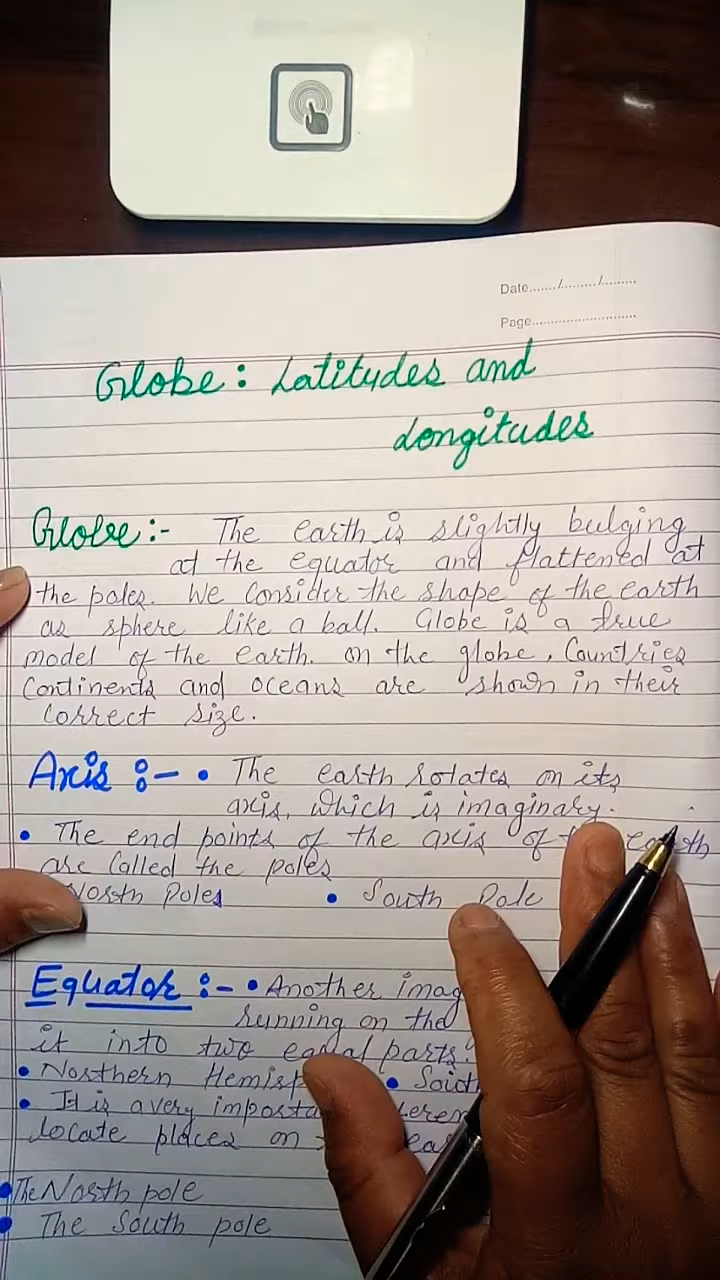 Date......./........./.........
Page............................
Globe: Latitudes and
Longitudes
Globe :- The earth is slightly bulging
at the equator and flattened at
the poles. We consider the shape of the earth
as sphere like a ball. Globe is a true
model of the earth. On the globe, Countries
Continents and oceans are shown in their
correct size.
Axis :- • The earth rotates on its
axis, which is imaginary.
• The end points of the axis of earth
are called the poles
North Poles • South Pole
Equator :- • Another
running on the
it into two equal parts.
• Northern •
• It is a very
locate places on
• The North pole
• The South pole